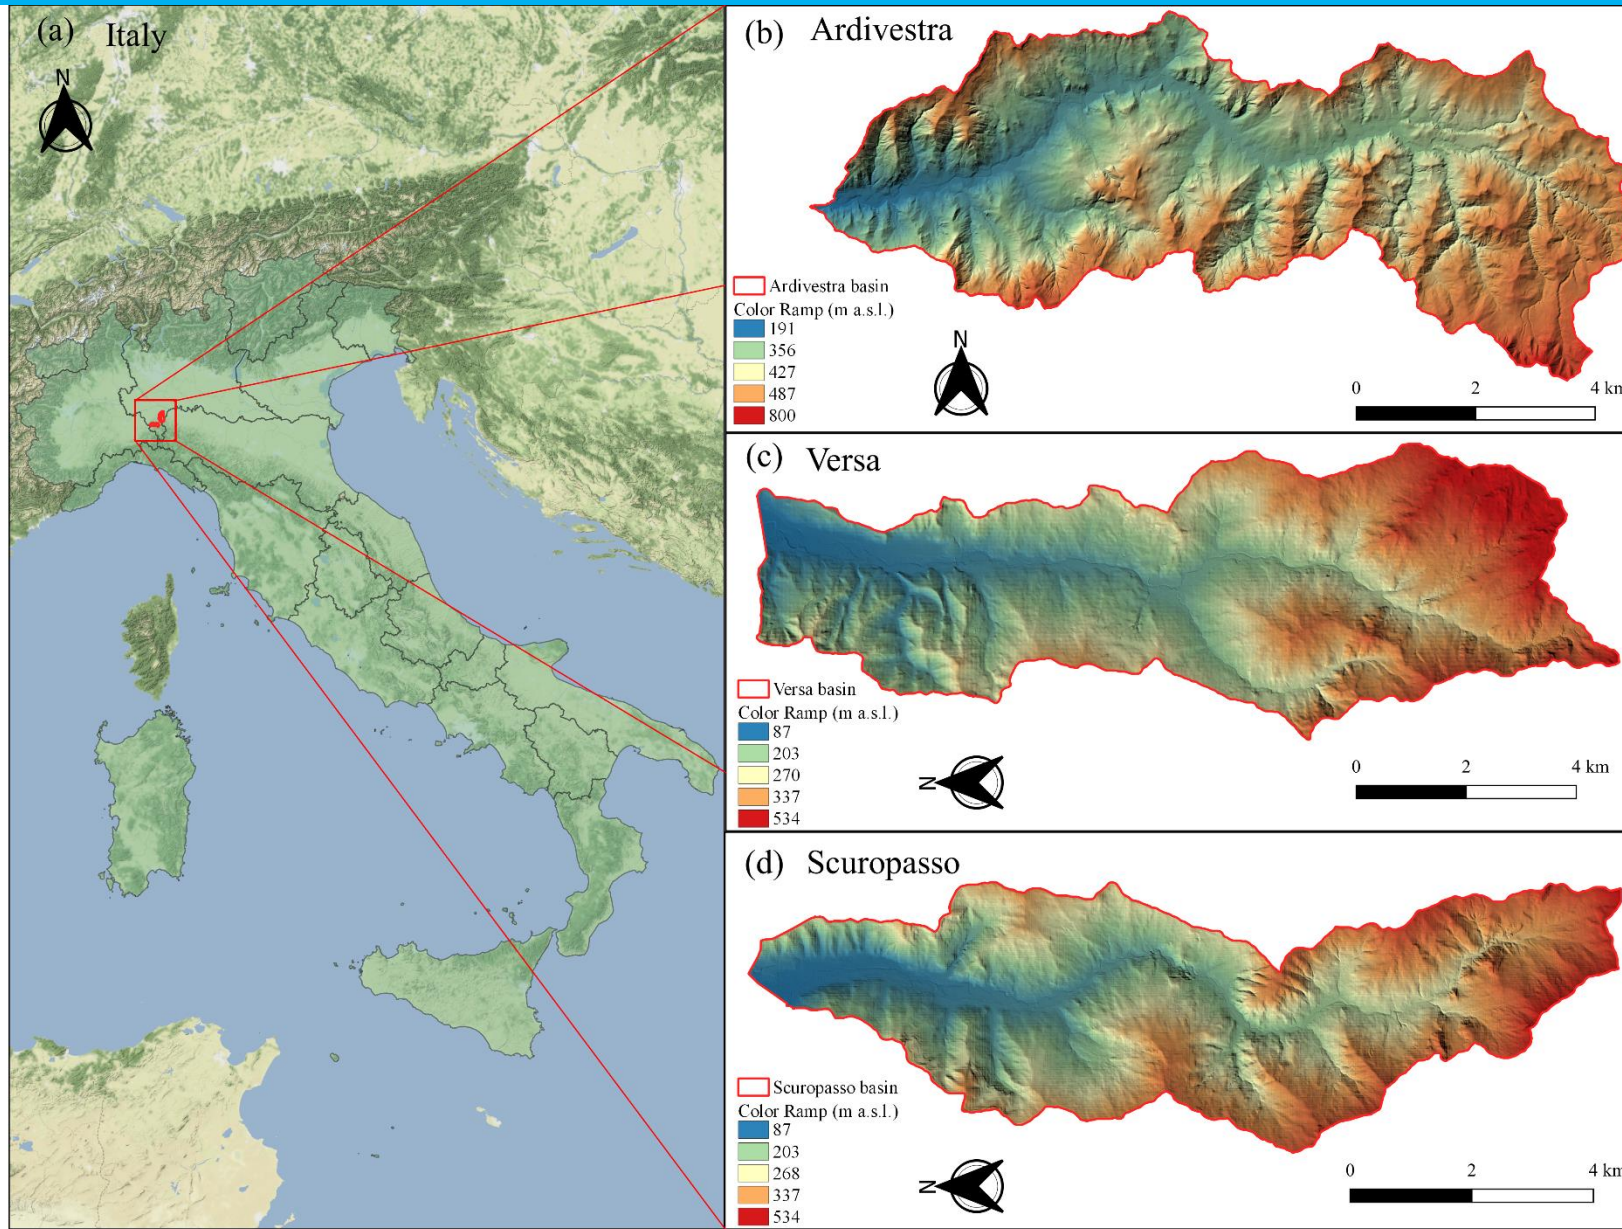 (a) Italy
N
(b) Ardivestra
Ardivestra basin
Color Ramp (m a.s.l.)
191
356
427
487
800
N
0 2 4 km
(c) Versa
Versa basin
Color Ramp (m a.s.l.)
87
203
270
337
534
N
0 2 4 km
(d) Scuropasso
Scuropasso basin
Color Ramp (m a.s.l.)
87
203
268
337
534
N
0 2 4 km